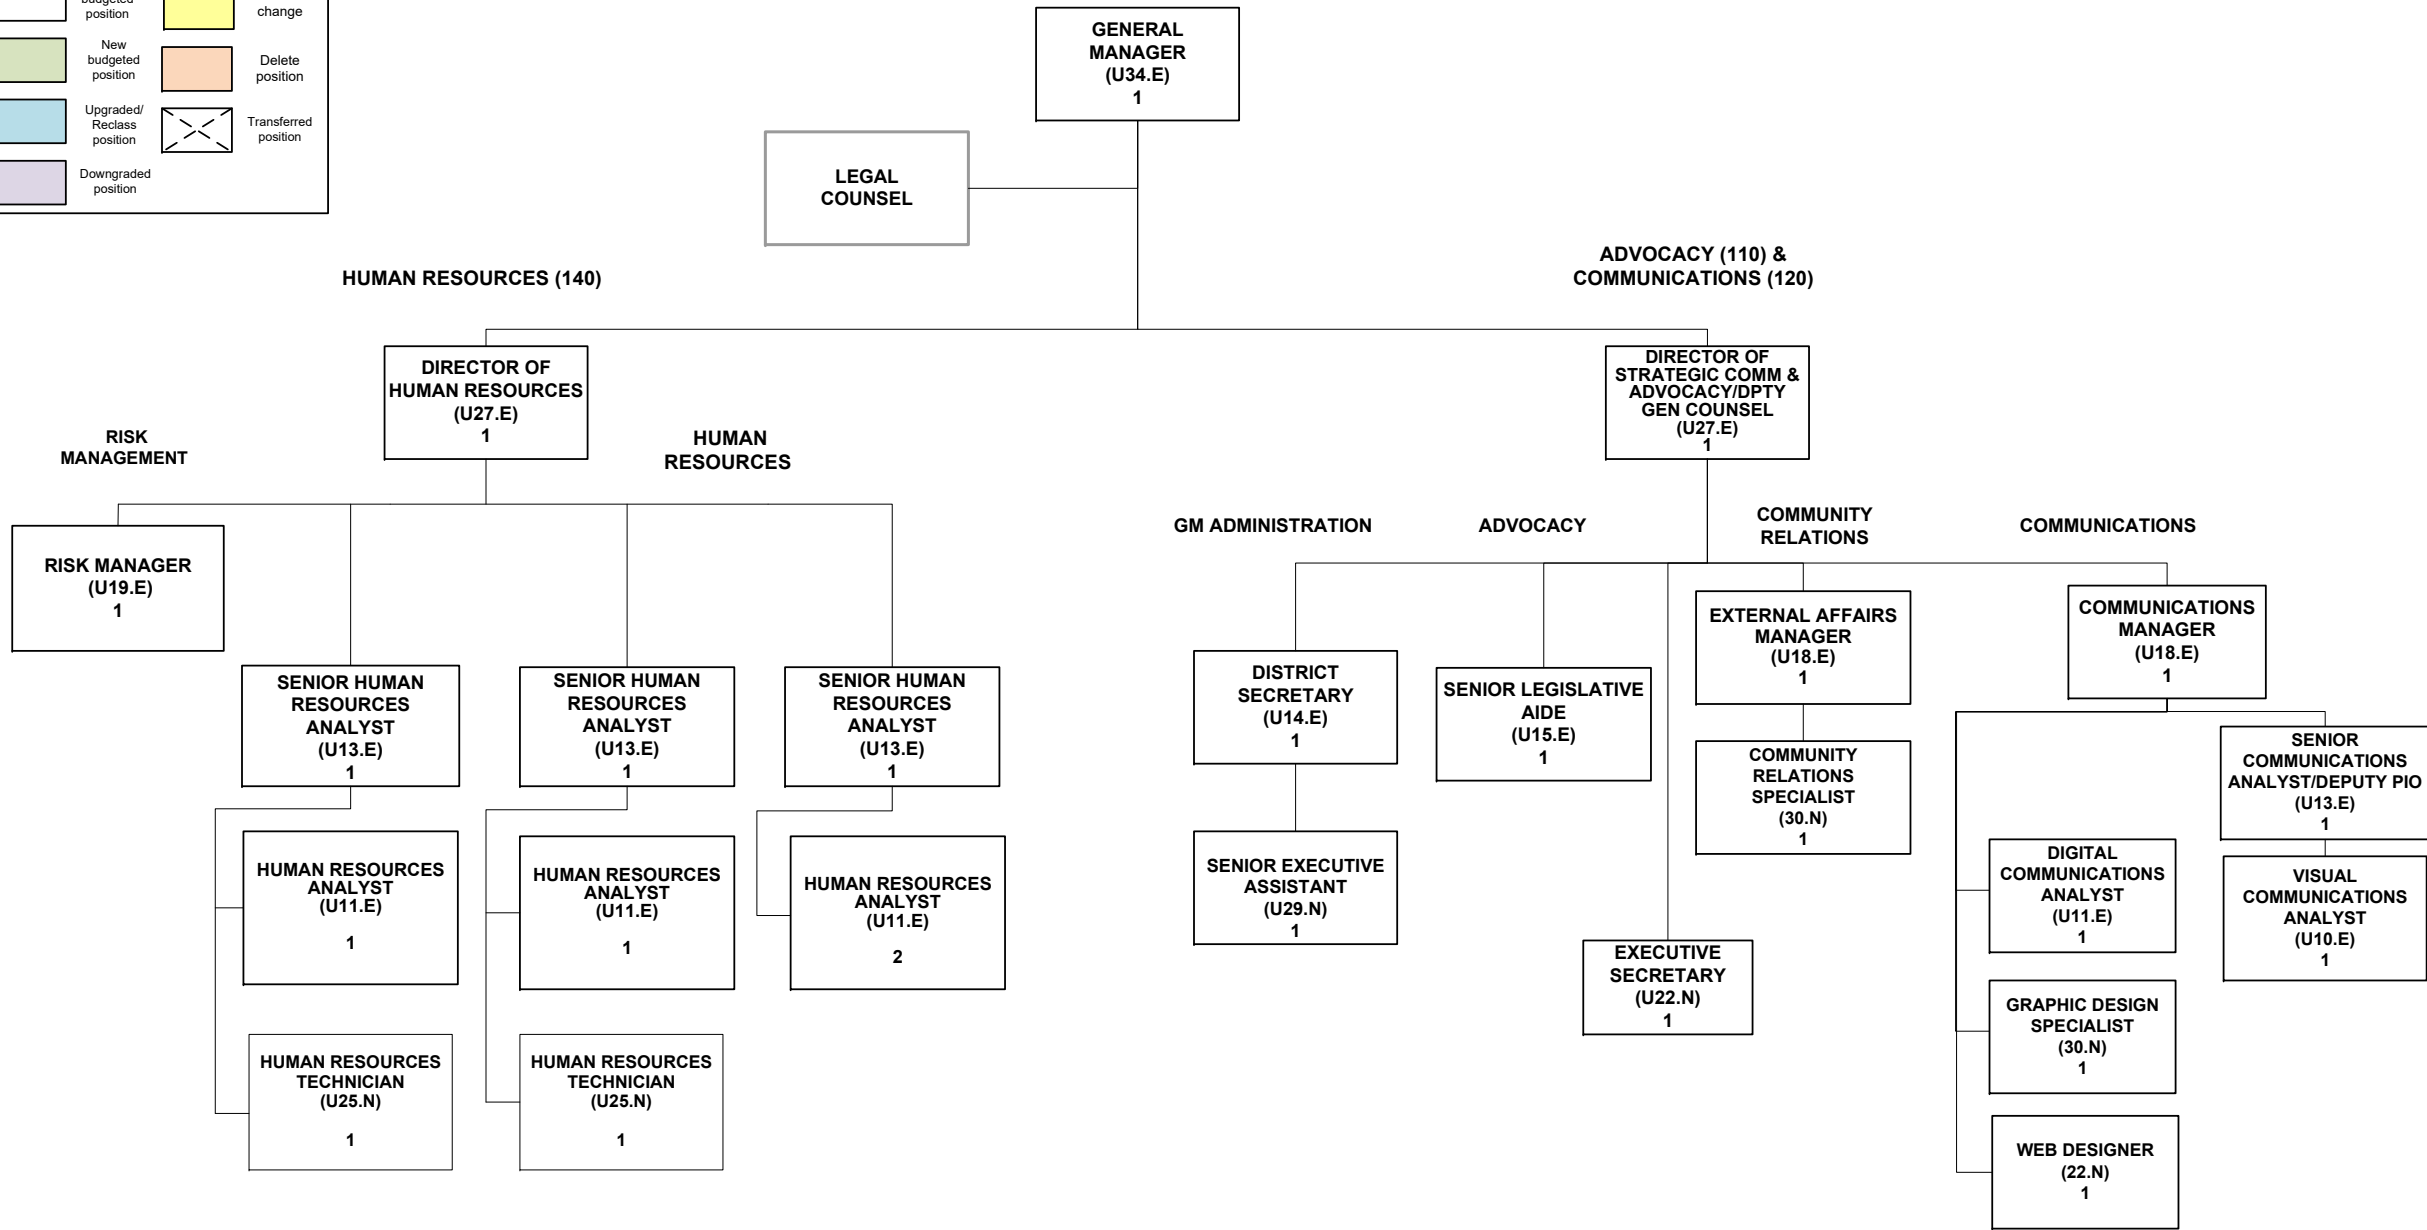 budgeted
position
change
New
budgeted
position
Delete
position
Upgraded/
Reclass
position
Transferred
position
Downgraded
position
GENERAL
MANAGER
(U34.E)
1
LEGAL
COUNSEL
HUMAN RESOURCES (140)
ADVOCACY (110) &
COMMUNICATIONS (120)
DIRECTOR OF
HUMAN RESOURCES
(U27.E)
1
DIRECTOR OF
STRATEGIC COMM &
ADVOCACY/DPTY
GEN COUNSEL
(U27.E)
1
RISK
MANAGEMENT
HUMAN
RESOURCES
RISK MANAGER
(U19.E)
1
SENIOR HUMAN
RESOURCES
ANALYST
(U13.E)
1
SENIOR HUMAN
RESOURCES
ANALYST
(U13.E)
1
SENIOR HUMAN
RESOURCES
ANALYST
(U13.E)
1
HUMAN RESOURCES
ANALYST
(U11.E)
1
HUMAN RESOURCES
ANALYST
(U11.E)
1
HUMAN RESOURCES
ANALYST
(U11.E)
2
HUMAN RESOURCES
TECHNICIAN
(U25.N)
1
HUMAN RESOURCES
TECHNICIAN
(U25.N)
1
GM ADMINISTRATION
ADVOCACY
COMMUNITY
RELATIONS
COMMUNICATIONS
DISTRICT
SECRETARY
(U14.E)
1
SENIOR EXECUTIVE
ASSISTANT
(U29.N)
1
SENIOR LEGISLATIVE
AIDE
(U15.E)
1
EXECUTIVE
SECRETARY
(U22.N)
1
EXTERNAL AFFAIRS
MANAGER
(U18.E)
1
COMMUNITY
RELATIONS
SPECIALIST
(30.N)
1
COMMUNICATIONS
MANAGER
(U18.E)
1
SENIOR
COMMUNICATIONS
ANALYST/DEPUTY PIO
(U13.E)
1
DIGITAL
COMMUNICATIONS
ANALYST
(U11.E)
1
VISUAL
COMMUNICATIONS
ANALYST
(U10.E)
1
GRAPHIC DESIGN
SPECIALIST
(30.N)
1
WEB DESIGNER
(22.N)
1